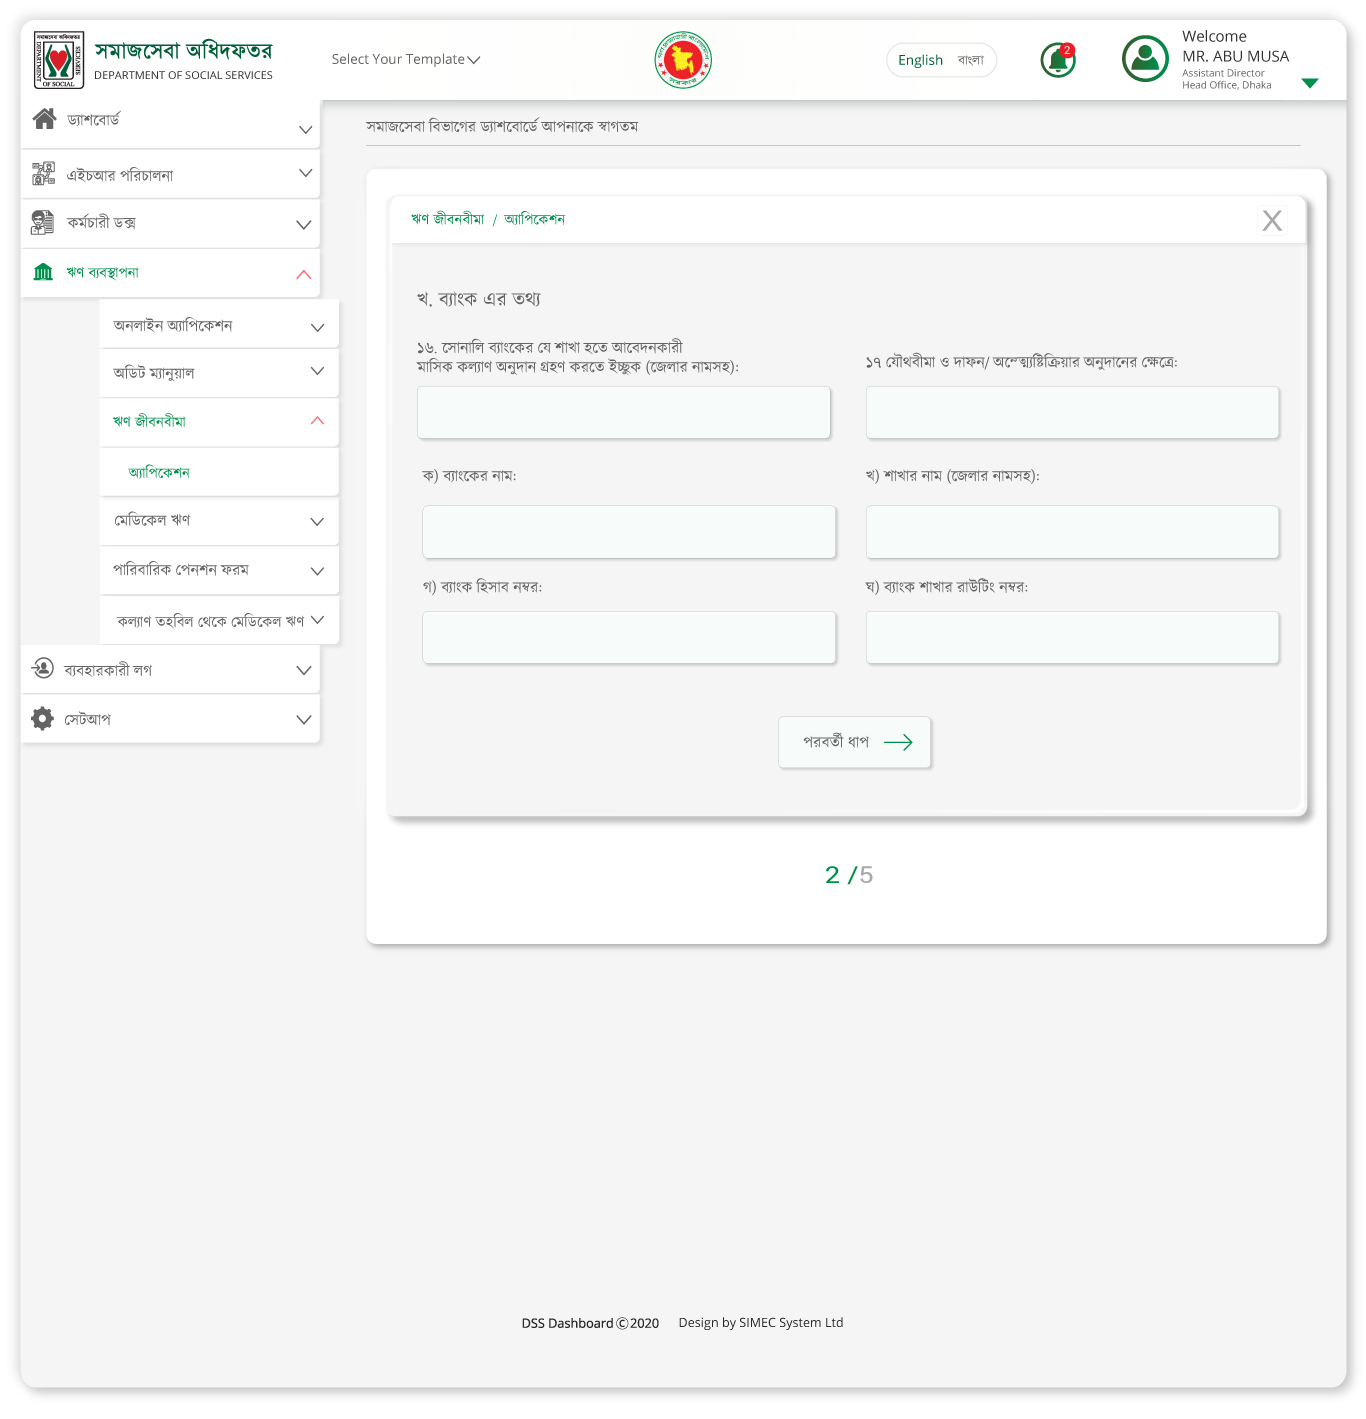 সমাজসেবা অধিদফতর
DEPARTMENT OF SOCIAL SERVICES
Select Your Template
English বাংলা
2
Welcome
MR. ABU MUSA
Assistant Director
Head Office, Dhaka
ড্যাশবোর্ড
এইচআর পরিচালনা
কর্মচারী ডক্স
ঋণ ব্যবস্থাপনা
অনলাইন অ্যাপিকেশন
অডিট ম্যানুয়াল
ঋণ জীবনবীমা
অ্যাপিকেশন
মেডিকেল ঋণ
পারিবারিক পেনশন ফরম
কল্যাণ তহবিল থেকে মেডিকেল ঋণ
ব্যবহারকারী লগ
সেটআপ
সমাজসেবা বিভাগের ড্যাশবোর্ডে আপনাকে স্বাগতম
ঋণ জীবনবীমা / অ্যাপিকেশন
X
খ. ব্যাংক এর তথ্য
১৬. সোনালি ব্যাংকের যে শাখা হতে আবেদনকারী
মাসিক কল্যাণ অনুদান গ্রহণ করতে ইচ্ছুক (জেলার নামসহ):
১৭ যৌথবীমা ও দাফন/ অন্ত্যেষ্টিক্রিয়ার অনুদানের ক্ষেত্রে:
ক) ব্যাংকের নাম:
খ) শাখার নাম (জেলার নামসহ):
গ) ব্যাংক হিসাব নম্বর:
ঘ) ব্যাংক শাখার রাউটিং নম্বর:
পরবর্তী ধাপ
2 /5
DSS Dashboard ©2020 Design by SIMEC System Ltd